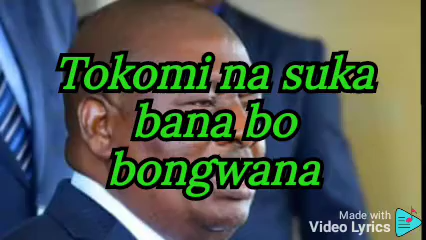 Tokomi na suka
bana bo
bongwana
Made with
Video Lyrics